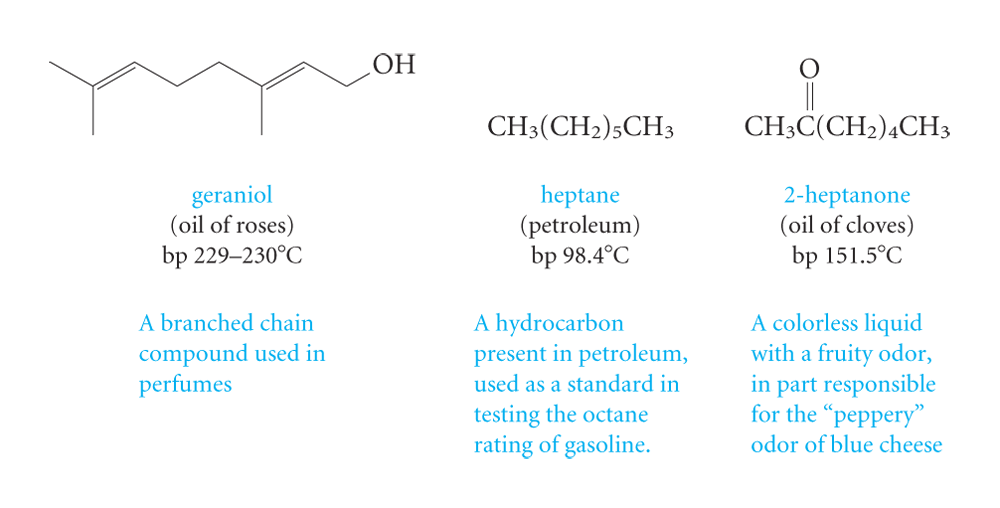 OH
CH₃(CH₂)₅CH₃
O
CH₃C(CH₂)₄CH₃
geraniol
(oil of roses)
bp 229–230°C
heptane
(petroleum)
bp 98.4°C
2-heptanone
(oil of cloves)
bp 151.5°C
A branched chain
compound used in
perfumes
A hydrocarbon
present in petroleum,
used as a standard in
testing the octane
rating of gasoline.
A colorless liquid
with a fruity odor,
in part responsible
for the “peppery”
odor of blue cheese